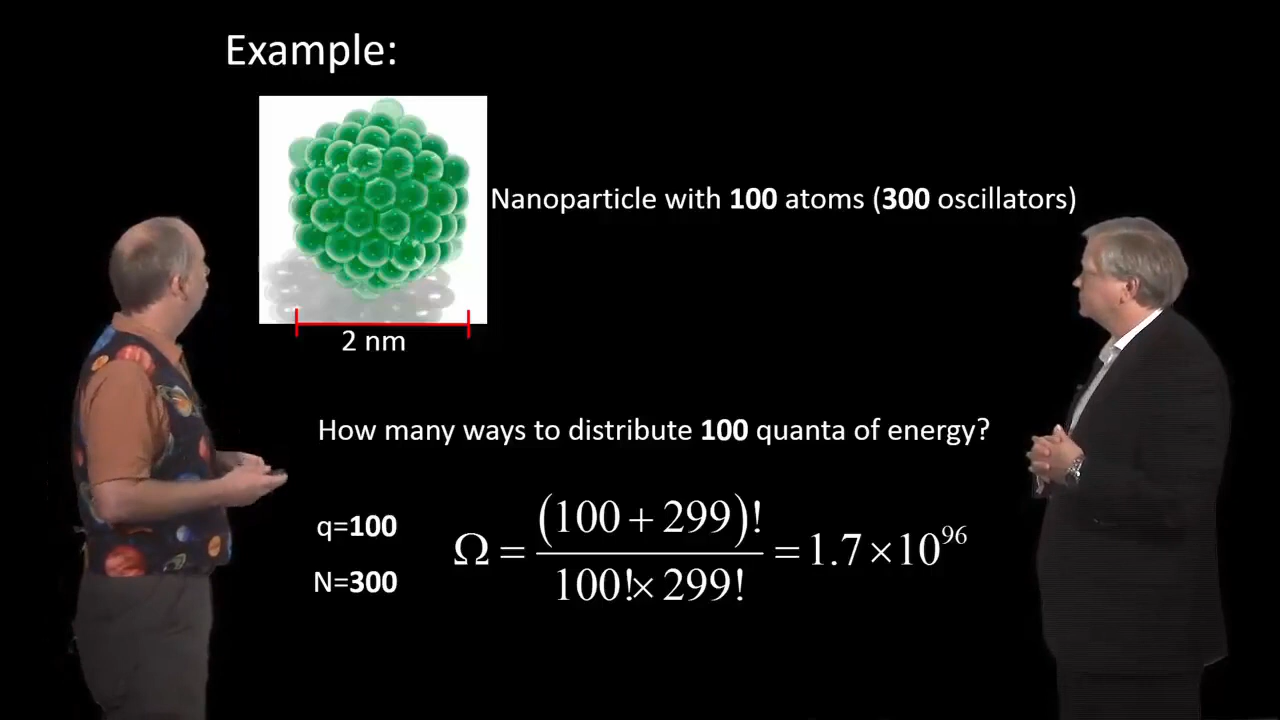 Example:
Nanoparticle with 100 atoms (300 oscillators)
2 nm
How many ways to distribute 100 quanta of energy?
q=100
N=300
Ω = (100 + 299)! / 100!× 299! = 1.7 × 10^96